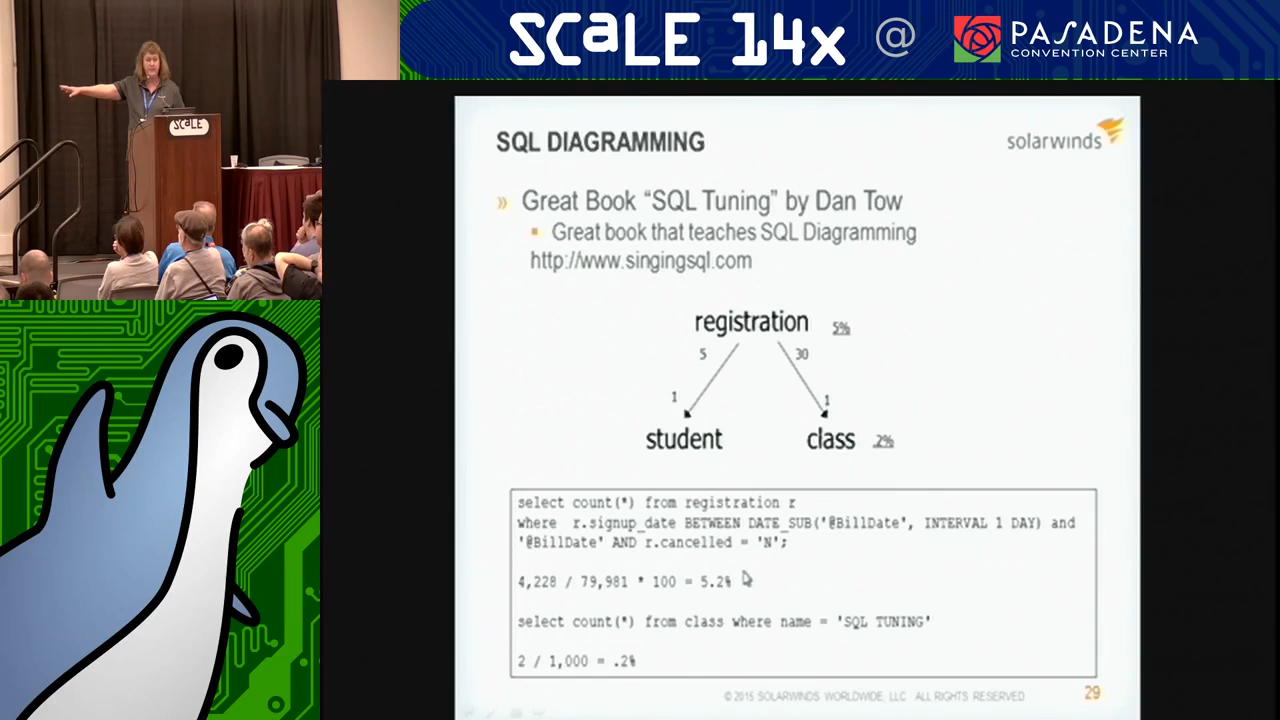 SCaLE 14x @ PASADENA
CONVENTION CENTER
SCALE
SQL DIAGRAMMING
solarwinds
» Great Book “SQL Tuning” by Dan Tow
Great book that teaches SQL Diagramming
http://www.singingsql.com
registration 5%
5 30
1 1
student class .2%
select count(*) from registration r
where r.signup_date BETWEEN DATE_SUB('@BillDate', INTERVAL 1 DAY) and
'@BillDate' AND r.cancelled = 'N';
4,228 / 79,981 * 100 = 5.2%
select count(*) from class where name = 'SQL TUNING'
2 / 1,000 = .2%
© 2015 SOLARWINDS WORLDWIDE, LLC ALL RIGHTS RESERVED 29